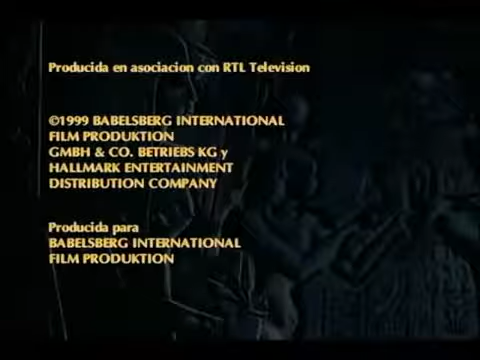 Producida en asociacion con RTL Television
©1999 BABELSBERG INTERNATIONAL
FILM PRODUKTION
GMBH & CO. BETRIEBS KG y
HALLMARK ENTERTAINMENT
DISTRIBUTION COMPANY
Producida para
BABELSBERG INTERNATIONAL
FILM PRODUKTION